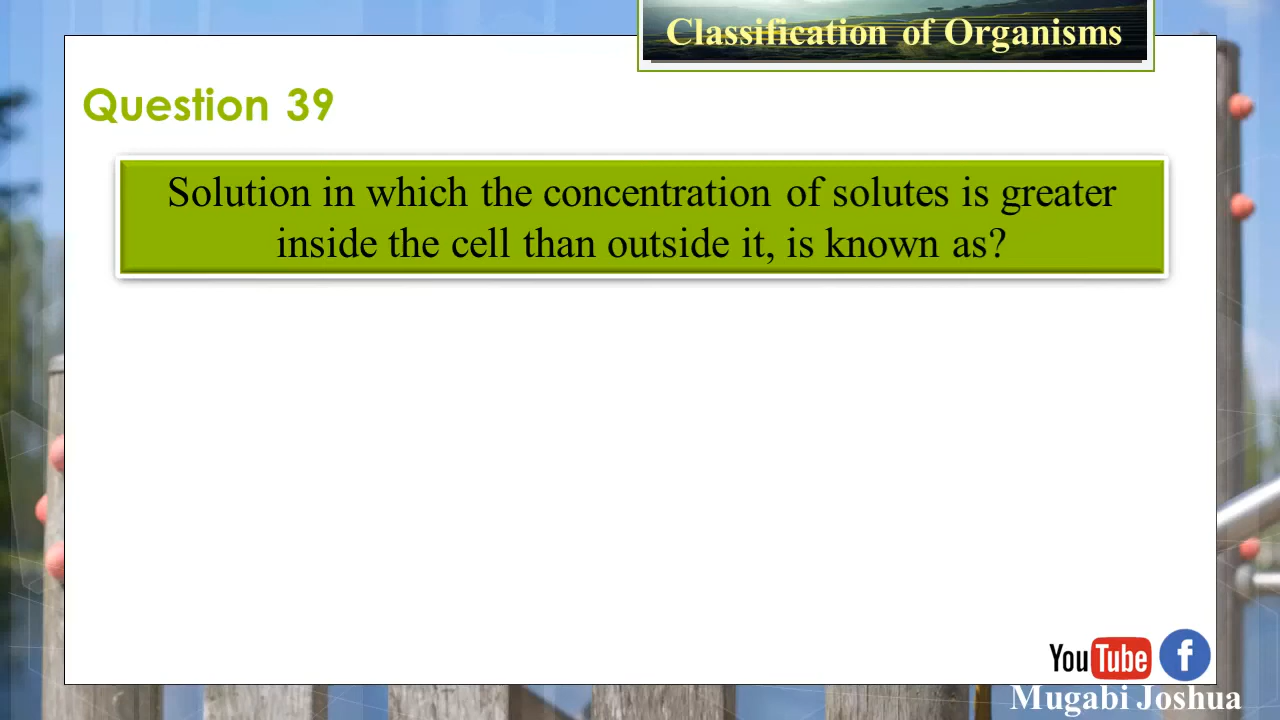 Classification of Organisms
Question 39
Solution in which the concentration of solutes is greater
inside the cell than outside it, is known as?
YouTube f
Mugabi Joshua